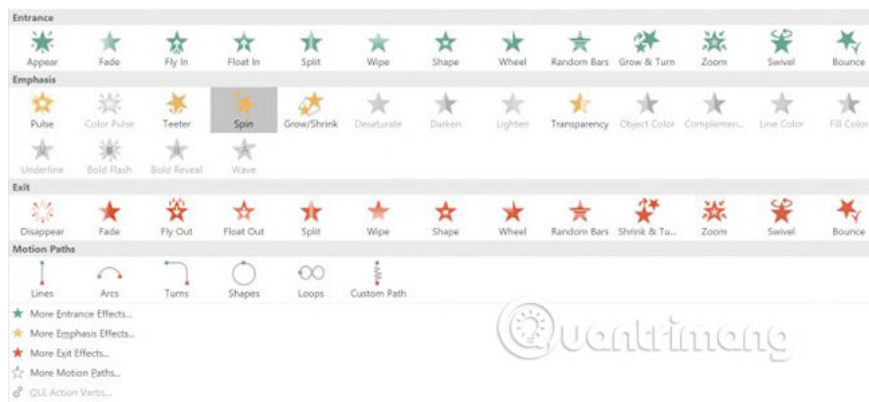 Entrance
Appear Fade Fly In Float In Split Wipe Shape Wheel Random Bars Grow & Turn Zoom Swivel Bounce
Emphasis
Pulse Color Pulse Teeter Spin Grow/Shrink Desaturate Darken Lighten Transparency Object Color Complemen... Line Color Fill Color
Underline Bold Flash Bold Reveal Wave
Exit
Disappear Fade Fly Out Float Out Split Wipe Shape Wheel Random Bars Shrink & Tu... Zoom Swivel Bounce
Motion Paths
Lines Arcs Turns Shapes Loops Custom Path
More Entrance Effects...
More Emphasis Effects...
More Exit Effects...
More Motion Paths...
OLE Action Verbs...
Quantrimang